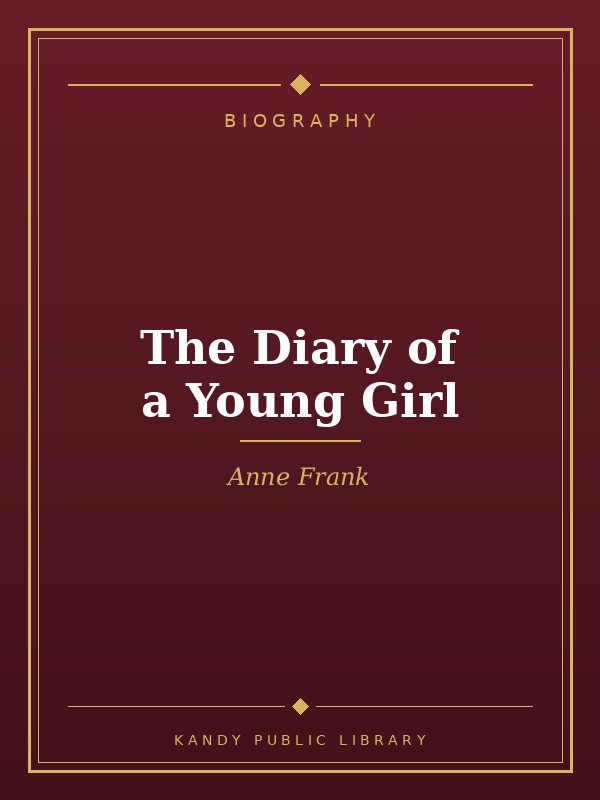 BIOGRAPHY
The Diary of
a Young Girl
Anne Frank
KANDY PUBLIC LIBRARY